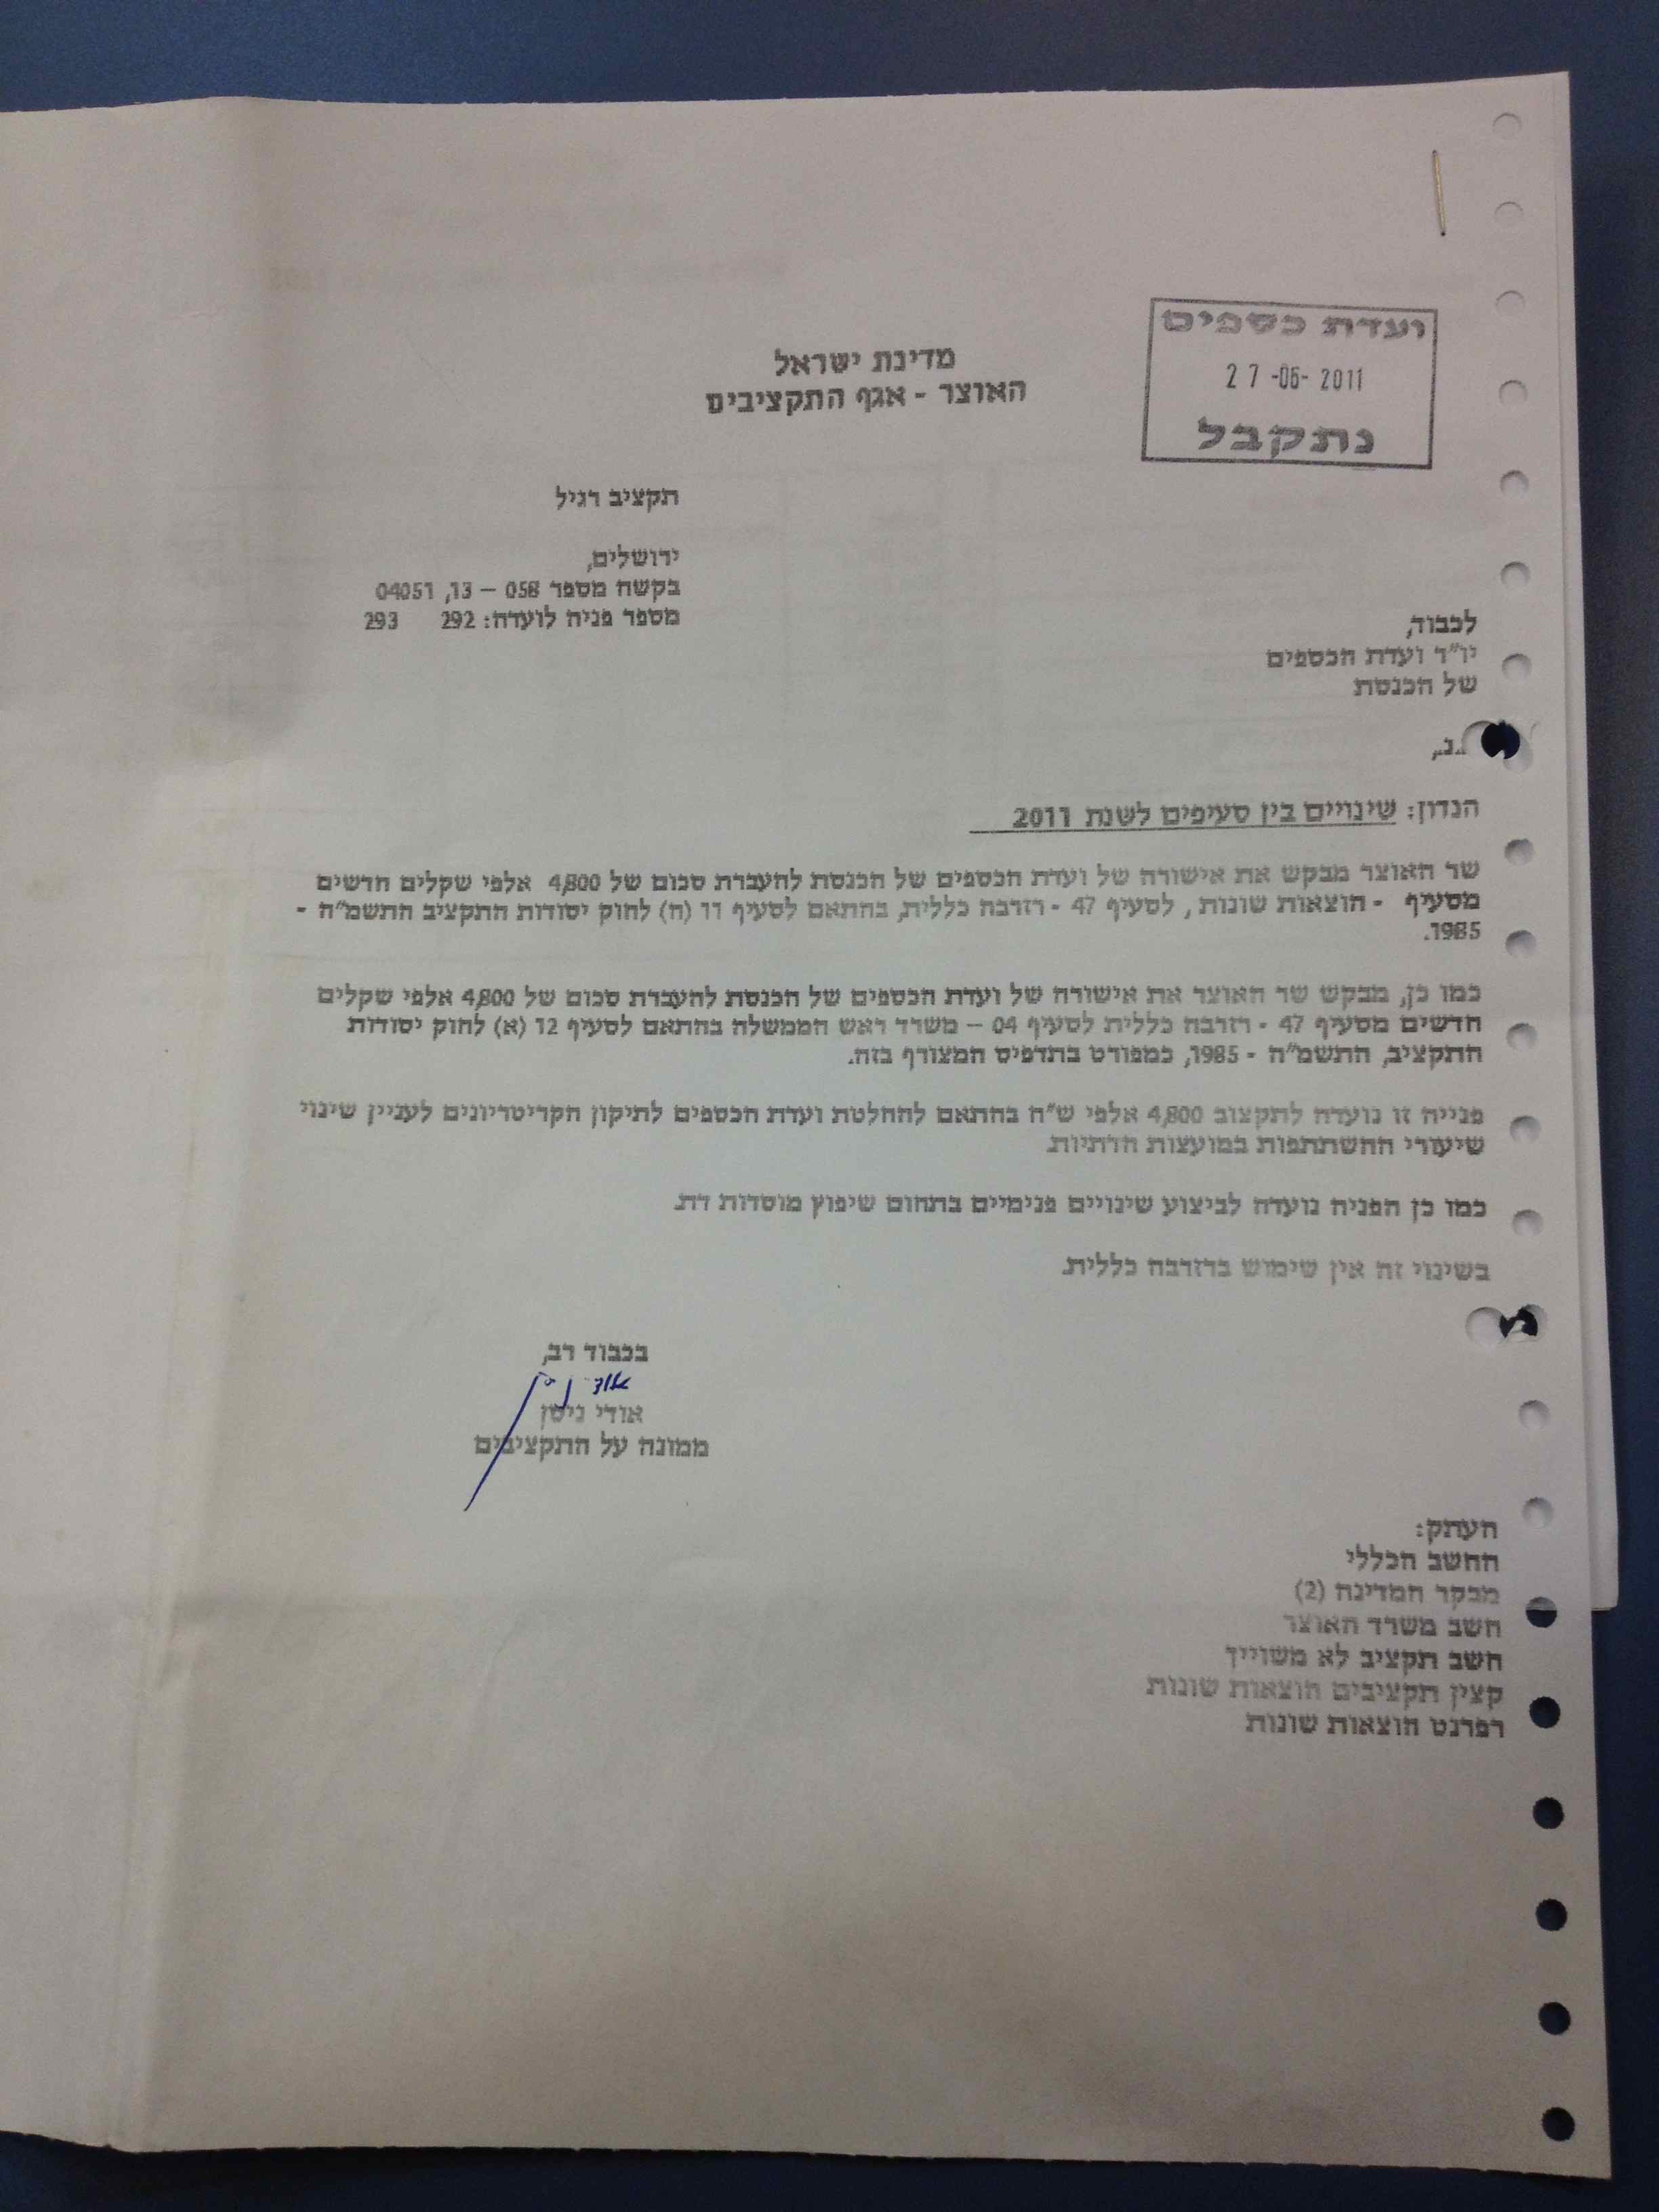 ועדת כספים
27 -06- 2011
נתקבל
מדינת ישראל
האוצר - אגף התקציבים
תקציב רגיל
ירושלים,
בקשה מספר 058 – 13, 04051
מספר פניה לועדה: 292 293
לכבוד,
יו"ר ועדת הכספים
של הכנסת
.נ.,
הנדון: שינויים בין סעיפים לשנת 2011
שר האוצר מבקש את אישורה של ועדת הכספים של הכנסת להעברת סכום של 4,800 אלפי שקלים חדשים
מסעיף - הוצאות שונות , לסעיף 47 - רזרבה כללית, בהתאם לסעיף 11 (ח) לחוק יסודות התקציב התשמ"ה -
1985.
כמו כן, מבקש שר האוצר את אישורה של ועדת הכספים של הכנסת להעברת סכום של 4,800 אלפי שקלים
חדשים מסעיף 47 - רזרבה כללית לסעיף 04 – משרד ראש הממשלה בהתאם לסעיף 12 (א) לחוק יסודות
התקציב, התשמ"ה - 1985, כמפורט בתדפיס המצורף בזה.
פנייה זו נועדה לתקצוב 4,800 אלפי ש"ח בהתאם להחלטת ועדת הכספים לתיקון הקריטריונים לעניין שינוי
שיעורי ההשתתפות במועצות הדתיות.
כמו כן הפניה נועדה לביצוע שינויים פנימיים בתחום שיפוץ מוסדות דת.
בשינוי זה אין שימוש ברזרבה כללית.
בכבוד רב,
אודי ניסן
אודי ניסן
ממונה על התקציבים
העתק:
החשב הכללי
מבקר המדינה (2)
חשב משרד האוצר
חשב תקציב לא משוייך
קצין תקציבים הוצאות שונות
רפרנט הוצאות שונות